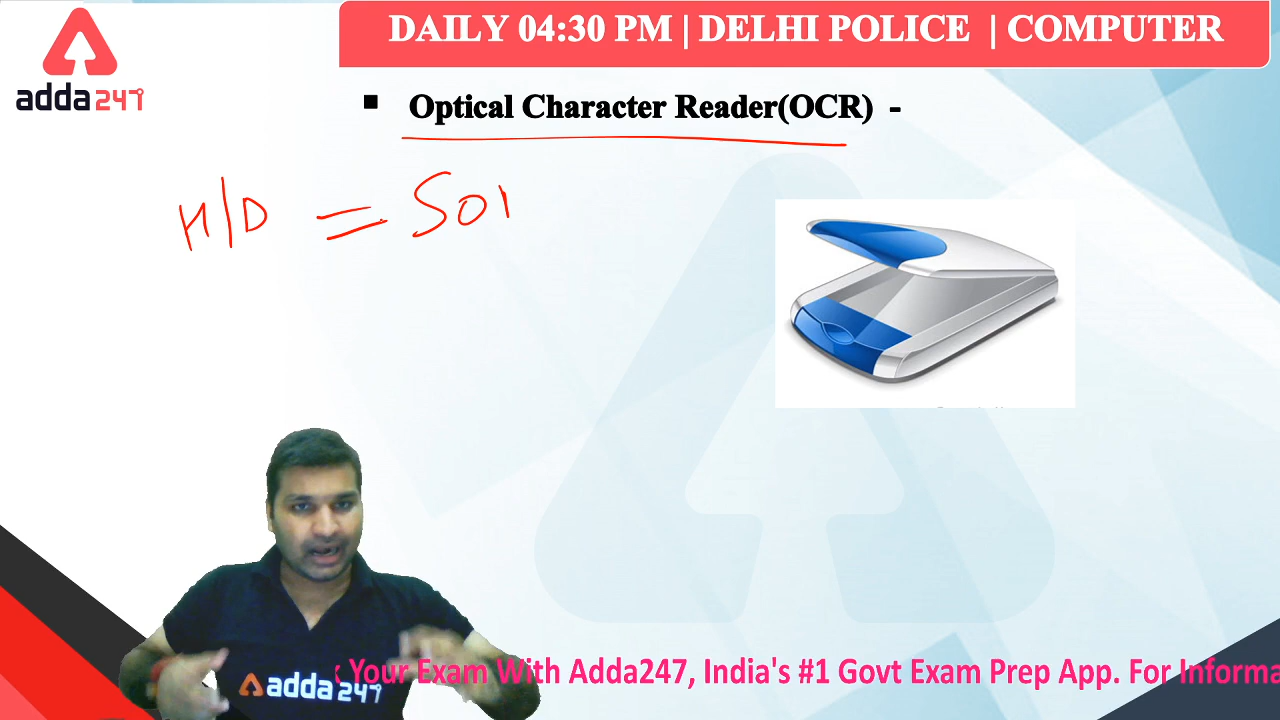 adda247
DAILY 04:30 PM | DELHI POLICE | COMPUTER
▪ Optical Character Reader(OCR) -
H/D = Sol
adda247
Your Exam With Adda247, India's #1 Govt Exam Prep App. For Informa